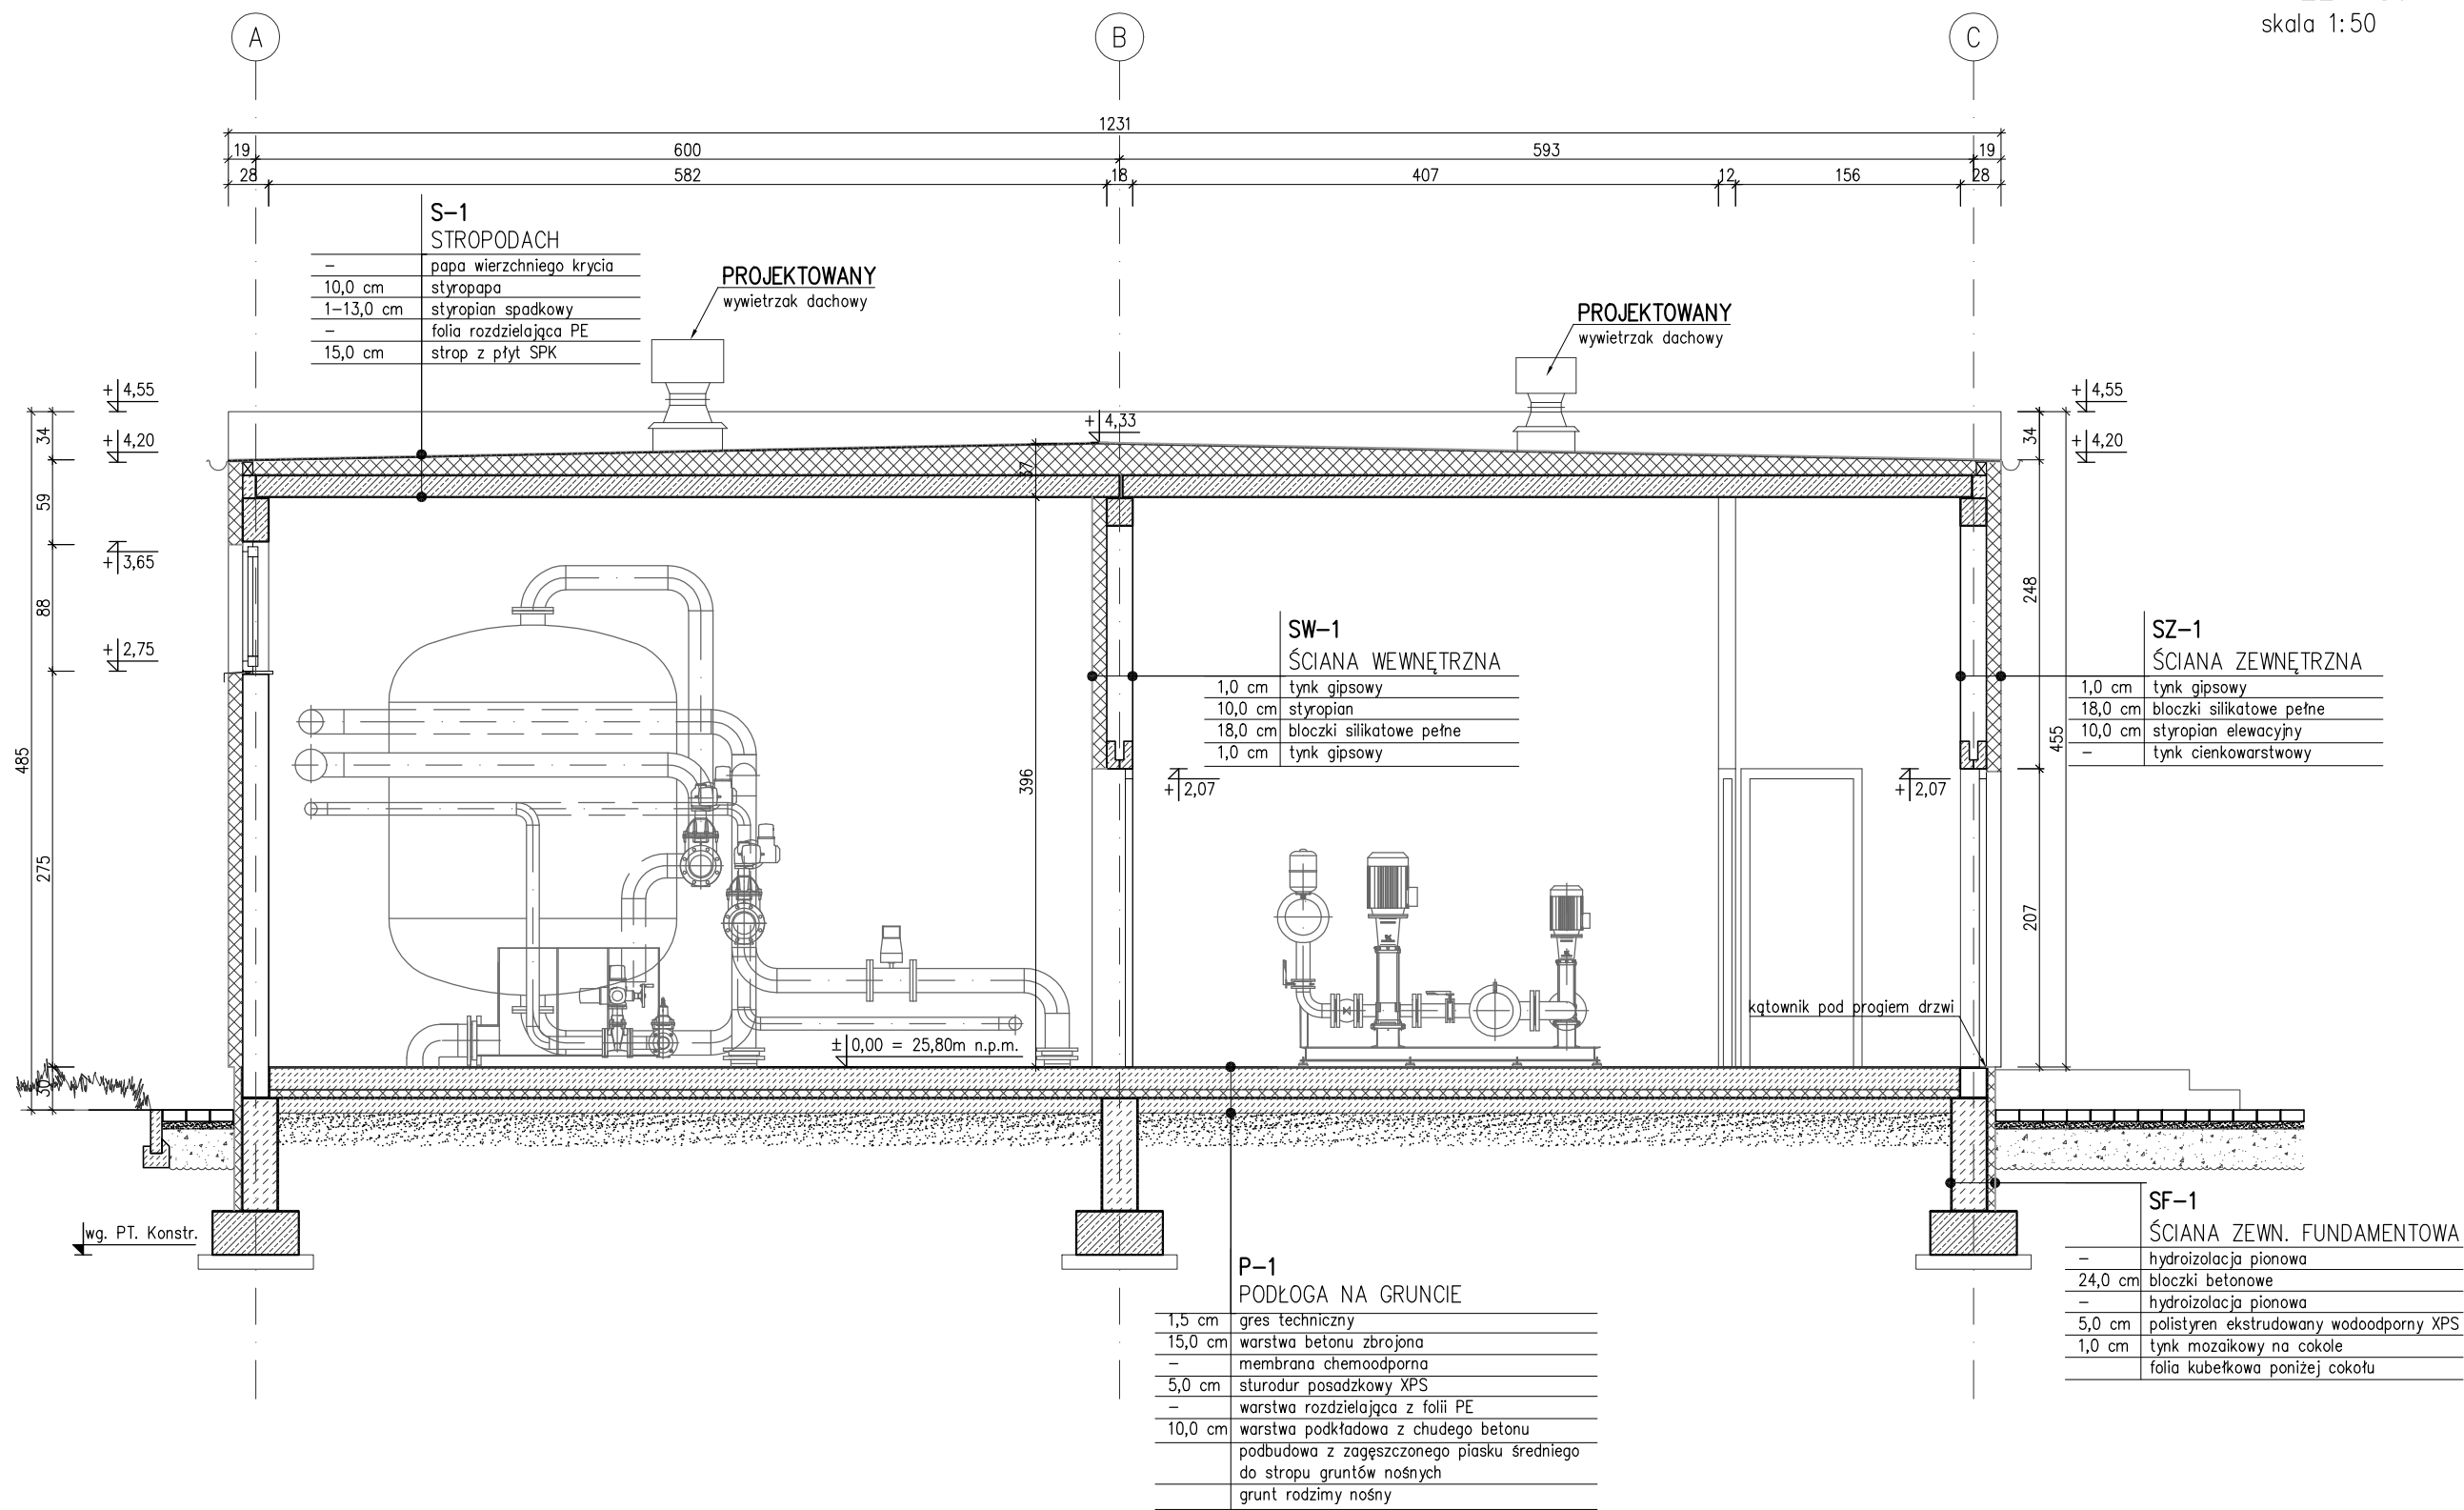 skala 1:50
A
B
C
1231
19
600
593
19
28
582
18
407
12
156
28
S-1
STROPODACH
- papa wierzchniego krycia
10,0 cm styropapa
1-13,0 cm styropian spadkowy
- folia rozdzielająca PE
15,0 cm strop z płyt SPK
PROJEKTOWANY
wywietrzak dachowy
PROJEKTOWANY
wywietrzak dachowy
+4,55
+4,20
+3,65
+2,75
34
59
88
275
30
485
+4,33
37
396
+4,55
+4,20
34
248
207
455
SW-1
ŚCIANA WEWNĘTRZNA
1,0 cm tynk gipsowy
10,0 cm styropian
18,0 cm bloczki silikatowe pełne
1,0 cm tynk gipsowy
SZ-1
ŚCIANA ZEWNĘTRZNA
1,0 cm tynk gipsowy
18,0 cm bloczki silikatowe pełne
10,0 cm styropian elewacyjny
- tynk cienkowarstwowy
+2,07
+2,07
kątownik pod progiem drzwi
±0,00 = 25,80m n.p.m.
wg. PT. Konstr.
P-1
PODŁOGA NA GRUNCIE
1,5 cm gres techniczny
15,0 cm warstwa betonu zbrojona
- membrana chemoodporna
5,0 cm sturodur posadzkowy XPS
- warstwa rozdzielająca z folii PE
10,0 cm warstwa podkładowa z chudego betonu
podbudowa z zagęszczonego piasku średniego
do stropu gruntów nośnych
grunt rodzimy nośny
SF-1
ŚCIANA ZEWN. FUNDAMENTOWA
- hydroizolacja pionowa
24,0 cm bloczki betonowe
- hydroizolacja pionowa
5,0 cm polistyren ekstrudowany wodoodporny XPS
1,0 cm tynk mozaikowy na cokole
folia kubełkowa poniżej cokołu